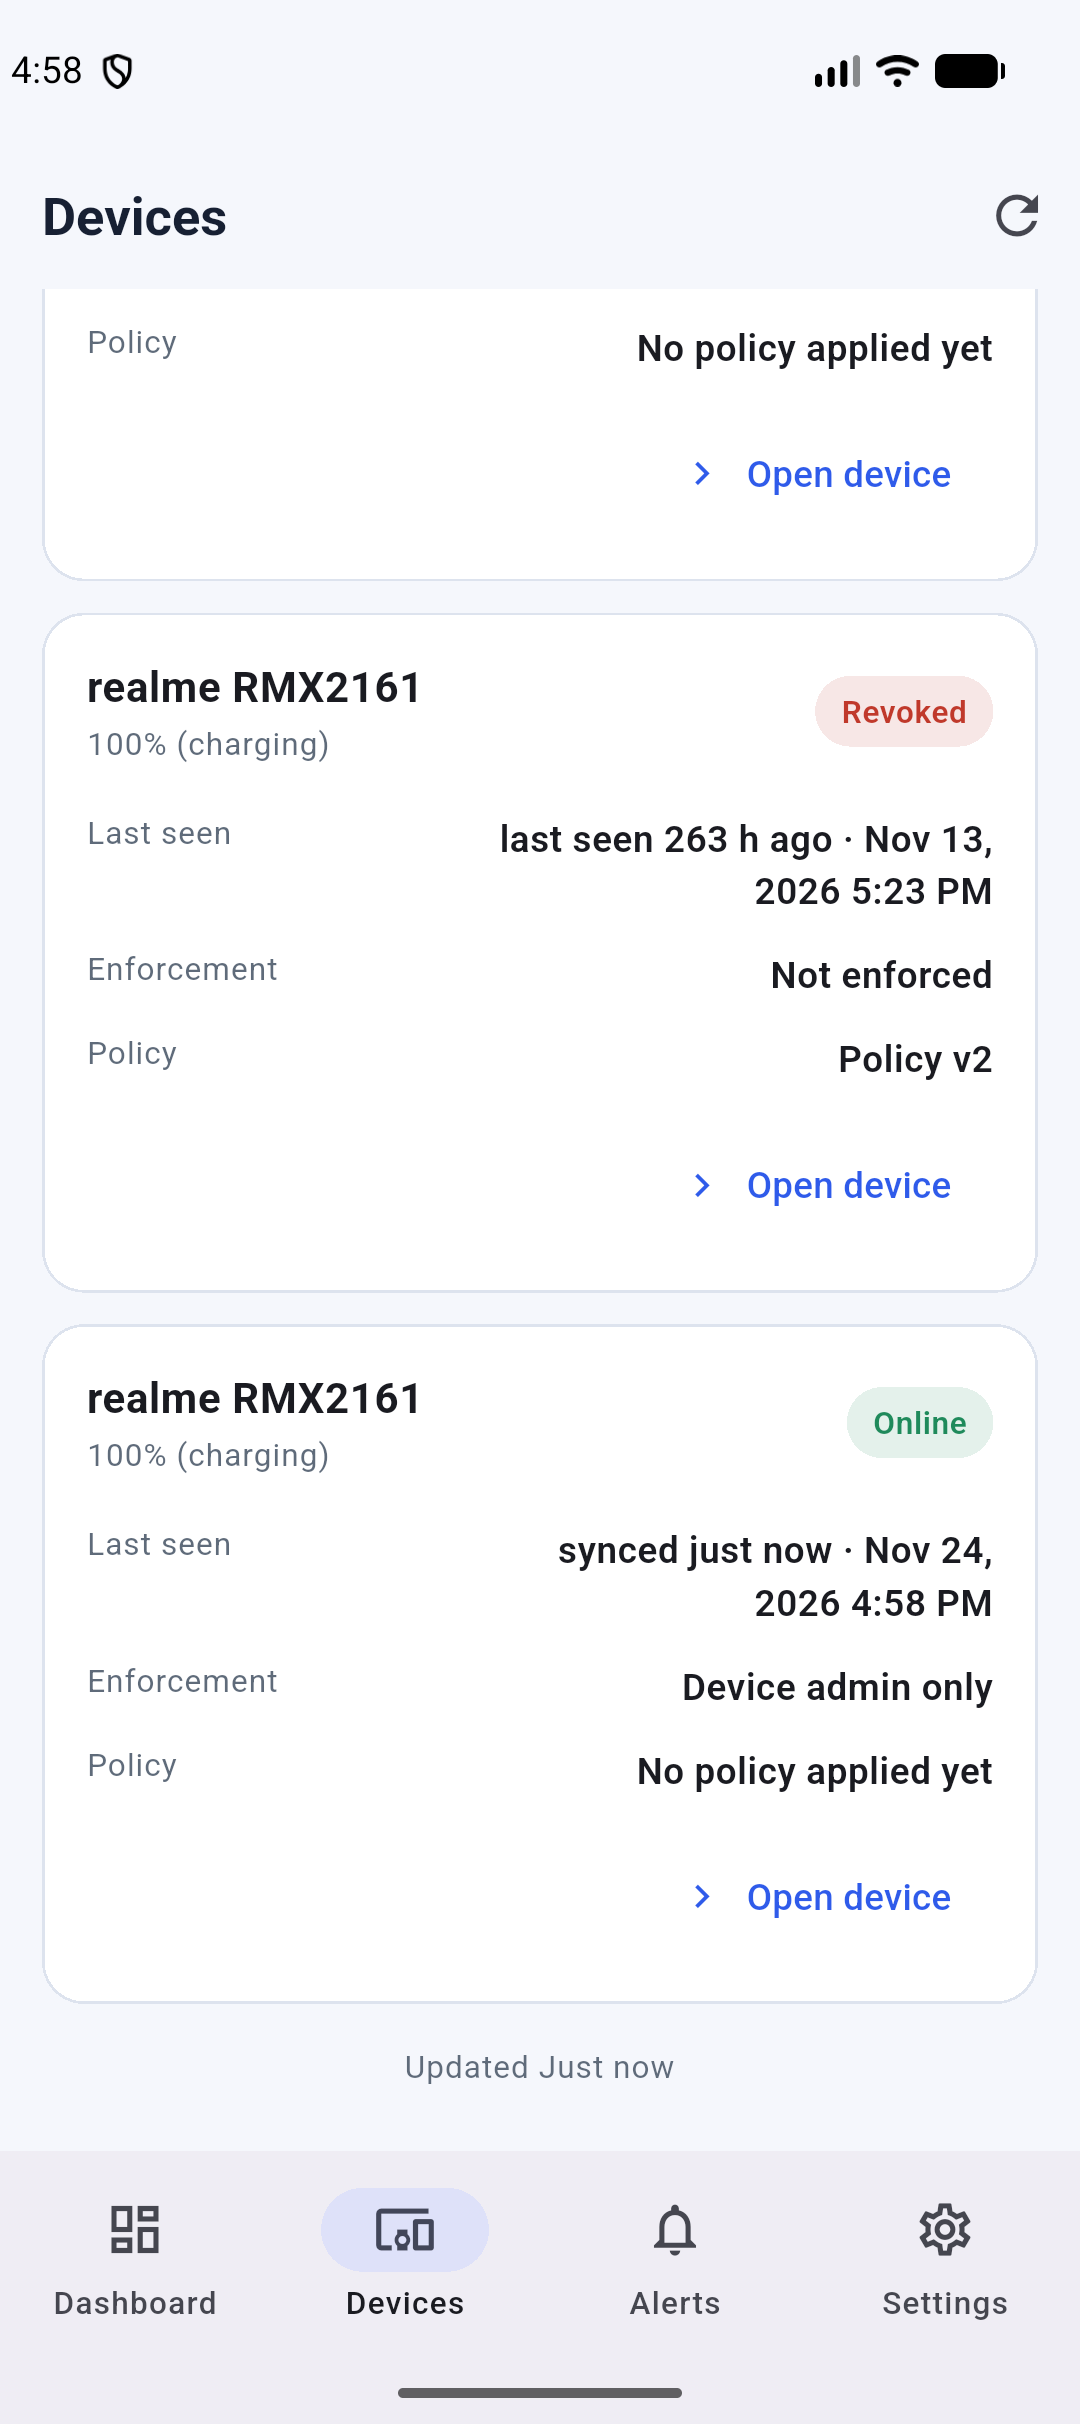 4:58
Devices
Policy
No policy applied yet
Open device
realme RMX2161
Revoked
100% (charging)
Last seen
last seen 263 h ago · Nov 13,
2026 5:23 PM
Enforcement
Not enforced
Policy
Policy v2
Open device
realme RMX2161
Online
100% (charging)
Last seen
synced just now · Nov 24,
2026 4:58 PM
Enforcement
Device admin only
Policy
No policy applied yet
Open device
Updated Just now
Dashboard
Devices
Alerts
Settings